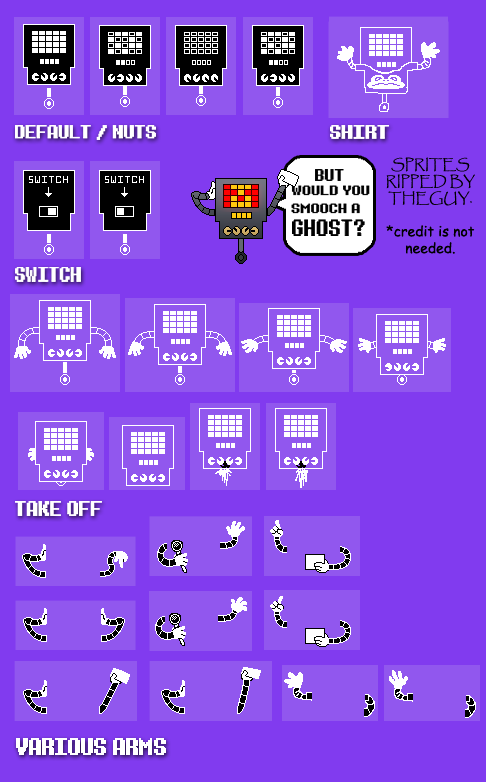 DEFAULT / NUTS
SHIRT
SWITCH
SWITCH
BUT
WOULD YOU
SMOOCH A
GHOST?
SPRITES
RIPPED BY
THEGUY.
*credit is not
needed.
SWITCH
TAKE OFF
VARIOUS ARMS